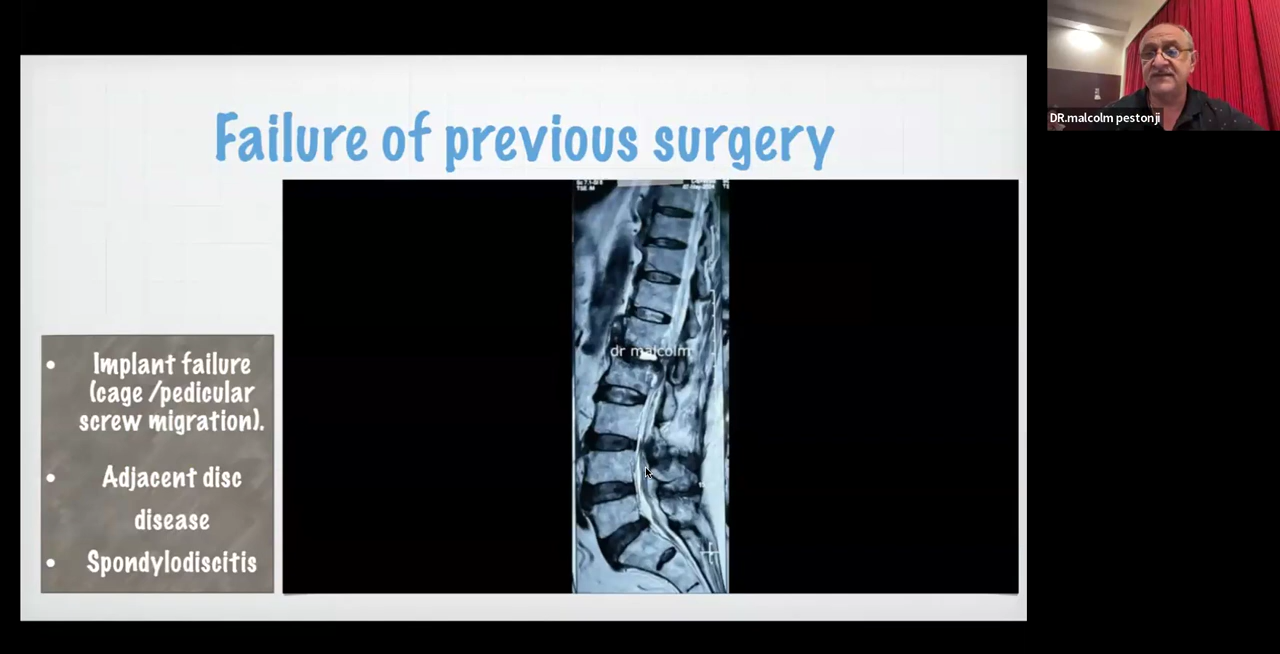 DR.malcolm pestonji
Failure of previous surgery
dr malcolm
• Implant failure
(cage /pedicular
screw migration).
• Adjacent disc
disease
• Spondylodiscitis